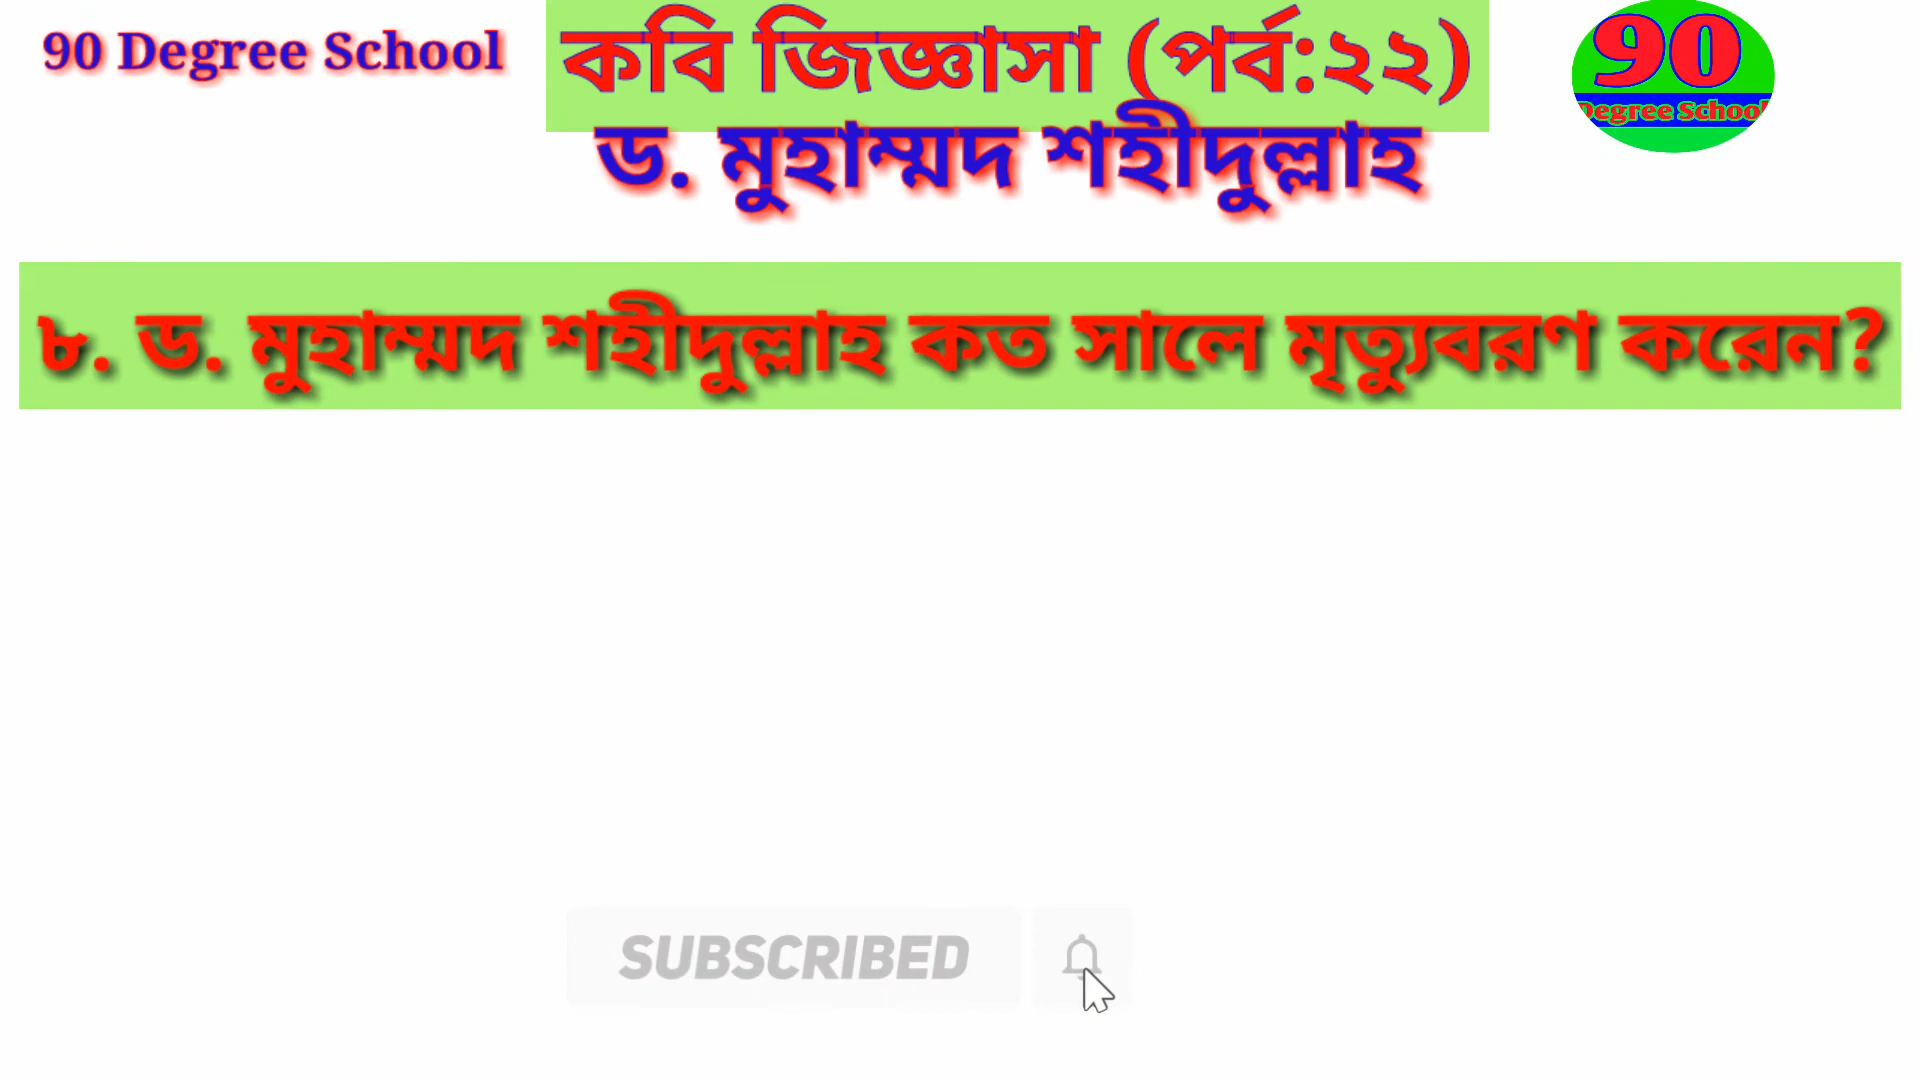 90 Degree School
কবি জিজ্ঞাসা (পর্ব:২২)
90
Degree School
ড. মুহাম্মদ শহীদুল্লাহ
৮. ড. মুহাম্মদ শহীদুল্লাহ কত সালে মৃত্যুবরণ করেন?
SUBSCRIBED